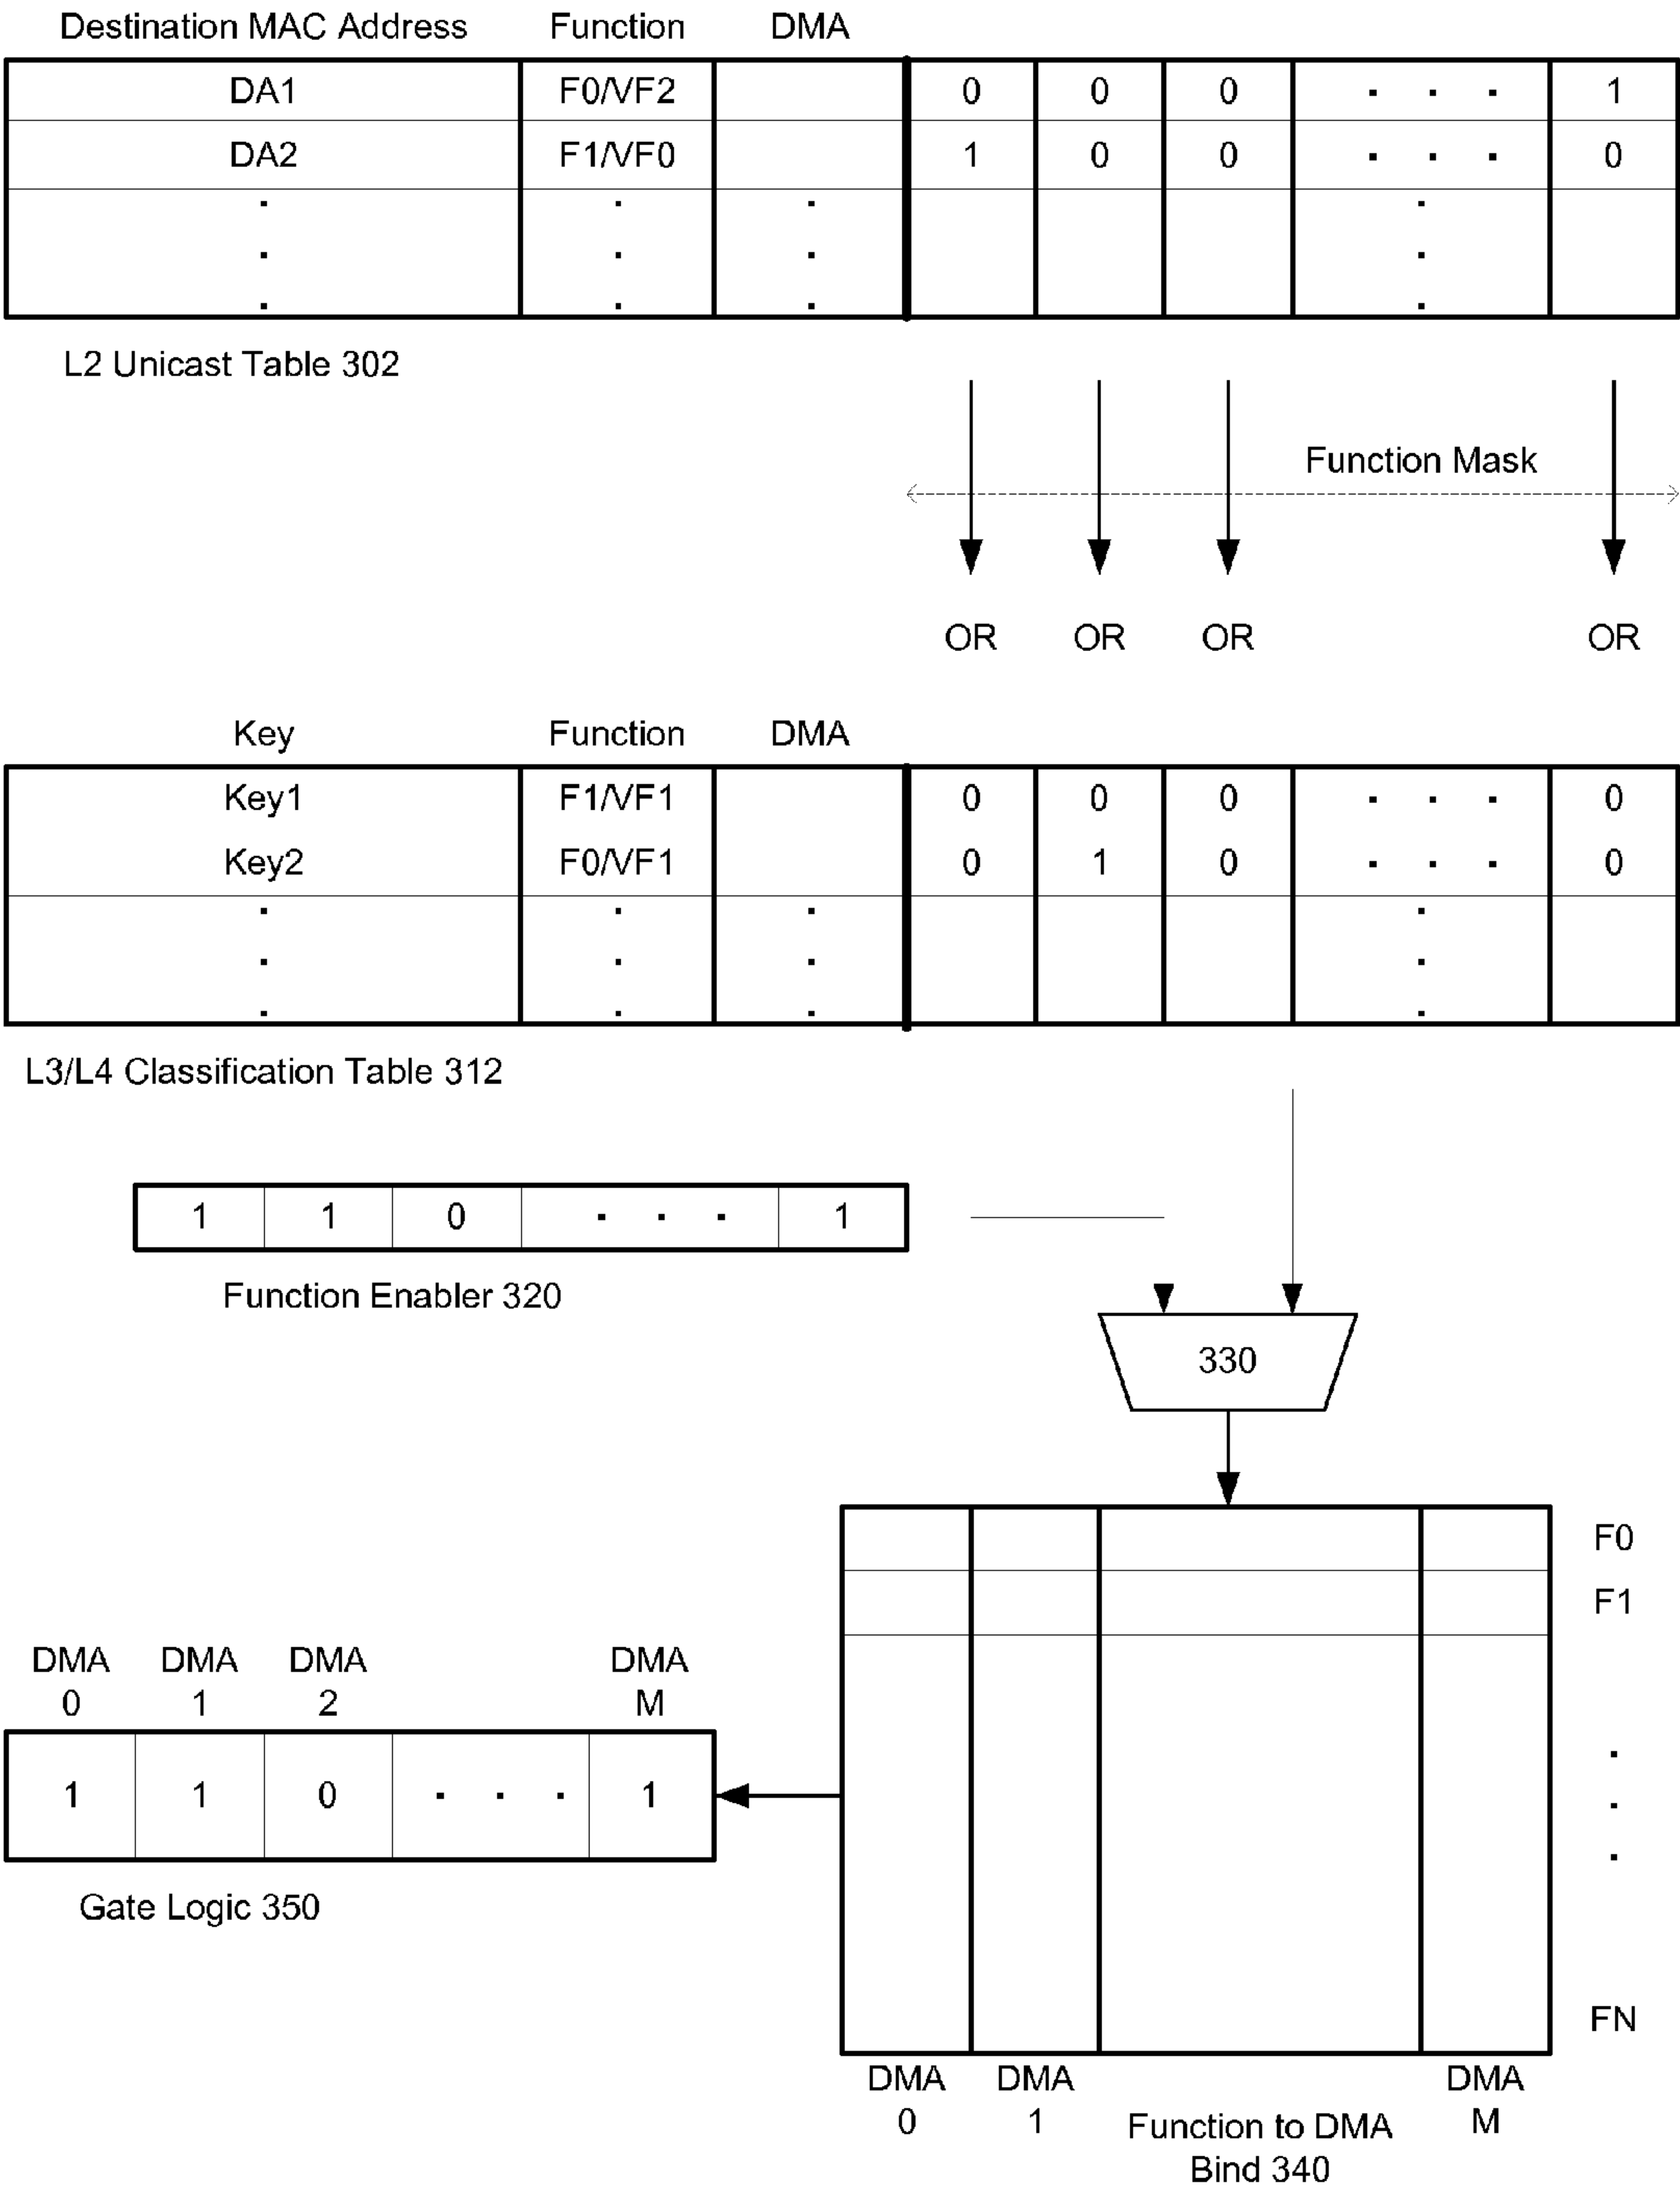 Destination MAC Address Function DMA
DA1 F0/VF2 0 0 0 . . . 1
DA2 F1/VF0 1 0 0 . . . 0
. . . .
. . . .
. . . .
L2 Unicast Table 302
Function Mask
OR OR OR OR
Key Function DMA
Key1 F1/VF1 0 0 0 . . . 0
Key2 F0/VF1 0 1 0 . . . 0
. . . .
. . . .
. . . .
L3/L4 Classification Table 312
1 1 0 . . . 1
Function Enabler 320
330
F0
F1
DMA DMA DMA DMA
0 1 2 M
1 1 0 . . . 1
.
.
.
Gate Logic 350
FN
DMA DMA DMA
0 1 M
Function to DMA
Bind 340